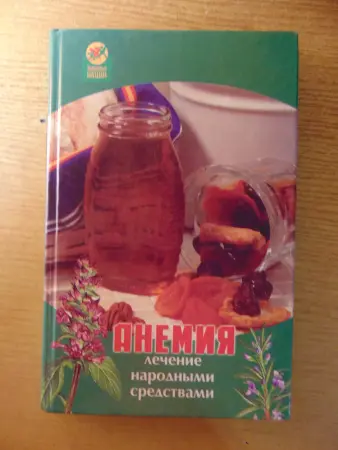 АНЕМИЯ
лечение
народными
средствами